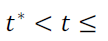 t* < t ≤